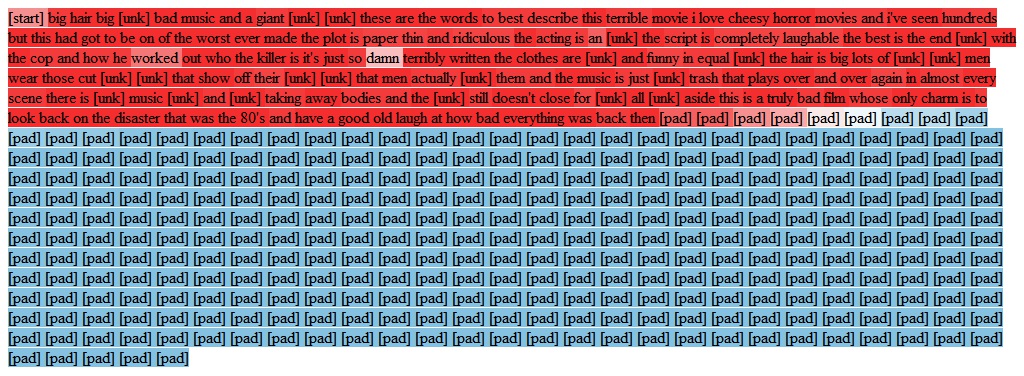 [start] big hair big [unk] bad music and a giant [unk] [unk] these are the words to best describe this terrible movie i love cheesy horror movies and i've seen hundreds
but this had got to be on of the worst ever made the plot is paper thin and ridiculous the acting is an [unk] the script is completely laughable the best is the end [unk] with
the cop and how he worked out who the killer is it's just so damn terribly written the clothes are [unk] and funny in equal [unk] the hair is big lots of [unk] [unk] men
wear those cut [unk] [unk] that show off their [unk] [unk] that men actually [unk] them and the music is just [unk] trash that plays over and over again in almost every
scene there is [unk] music [unk] and [unk] taking away bodies and the [unk] still doesn't close for [unk] all [unk] aside this is a truly bad film whose only charm is to
look back on the disaster that was the 80's and have a good old laugh at how bad everything was back then [pad] [pad] [pad] [pad] [pad] [pad] [pad] [pad] [pad]
[pad] [pad] [pad] [pad] [pad] [pad] [pad] [pad] [pad] [pad] [pad] [pad] [pad] [pad] [pad] [pad] [pad] [pad] [pad] [pad] [pad] [pad] [pad] [pad] [pad] [pad] [pad]
[pad] [pad] [pad] [pad] [pad] [pad] [pad] [pad] [pad] [pad] [pad] [pad] [pad] [pad] [pad] [pad] [pad] [pad] [pad] [pad] [pad] [pad] [pad] [pad] [pad] [pad] [pad]
[pad] [pad] [pad] [pad] [pad] [pad] [pad] [pad] [pad] [pad] [pad] [pad] [pad] [pad] [pad] [pad] [pad] [pad] [pad] [pad] [pad] [pad] [pad] [pad] [pad] [pad] [pad]
[pad] [pad] [pad] [pad] [pad] [pad] [pad] [pad] [pad] [pad] [pad] [pad] [pad] [pad] [pad] [pad] [pad] [pad] [pad] [pad] [pad] [pad] [pad] [pad] [pad] [pad] [pad]
[pad] [pad] [pad] [pad] [pad] [pad] [pad] [pad] [pad] [pad] [pad] [pad] [pad] [pad] [pad] [pad] [pad] [pad] [pad] [pad] [pad] [pad] [pad] [pad] [pad] [pad] [pad]
[pad] [pad] [pad] [pad] [pad] [pad] [pad] [pad] [pad] [pad] [pad] [pad] [pad] [pad] [pad] [pad] [pad] [pad] [pad] [pad] [pad] [pad] [pad] [pad] [pad] [pad] [pad]
[pad] [pad] [pad] [pad] [pad] [pad] [pad] [pad] [pad] [pad] [pad] [pad] [pad] [pad] [pad] [pad] [pad] [pad] [pad] [pad] [pad] [pad] [pad] [pad] [pad] [pad] [pad]
[pad] [pad] [pad] [pad] [pad] [pad] [pad] [pad] [pad] [pad] [pad] [pad] [pad] [pad] [pad] [pad] [pad] [pad] [pad] [pad] [pad] [pad] [pad] [pad] [pad] [pad] [pad]
[pad] [pad] [pad] [pad] [pad] [pad] [pad] [pad] [pad] [pad] [pad] [pad] [pad] [pad] [pad] [pad] [pad] [pad] [pad] [pad] [pad] [pad] [pad] [pad] [pad] [pad] [pad]
[pad] [pad] [pad] [pad] [pad] [pad] [pad] [pad] [pad] [pad] [pad] [pad] [pad] [pad] [pad] [pad] [pad] [pad] [pad] [pad] [pad] [pad] [pad] [pad] [pad] [pad] [pad]
[pad] [pad] [pad] [pad] [pad] [pad] [pad] [pad] [pad] [pad] [pad] [pad] [pad] [pad] [pad] [pad] [pad] [pad] [pad] [pad] [pad] [pad] [pad] [pad] [pad] [pad] [pad]
[pad] [pad] [pad] [pad] [pad]